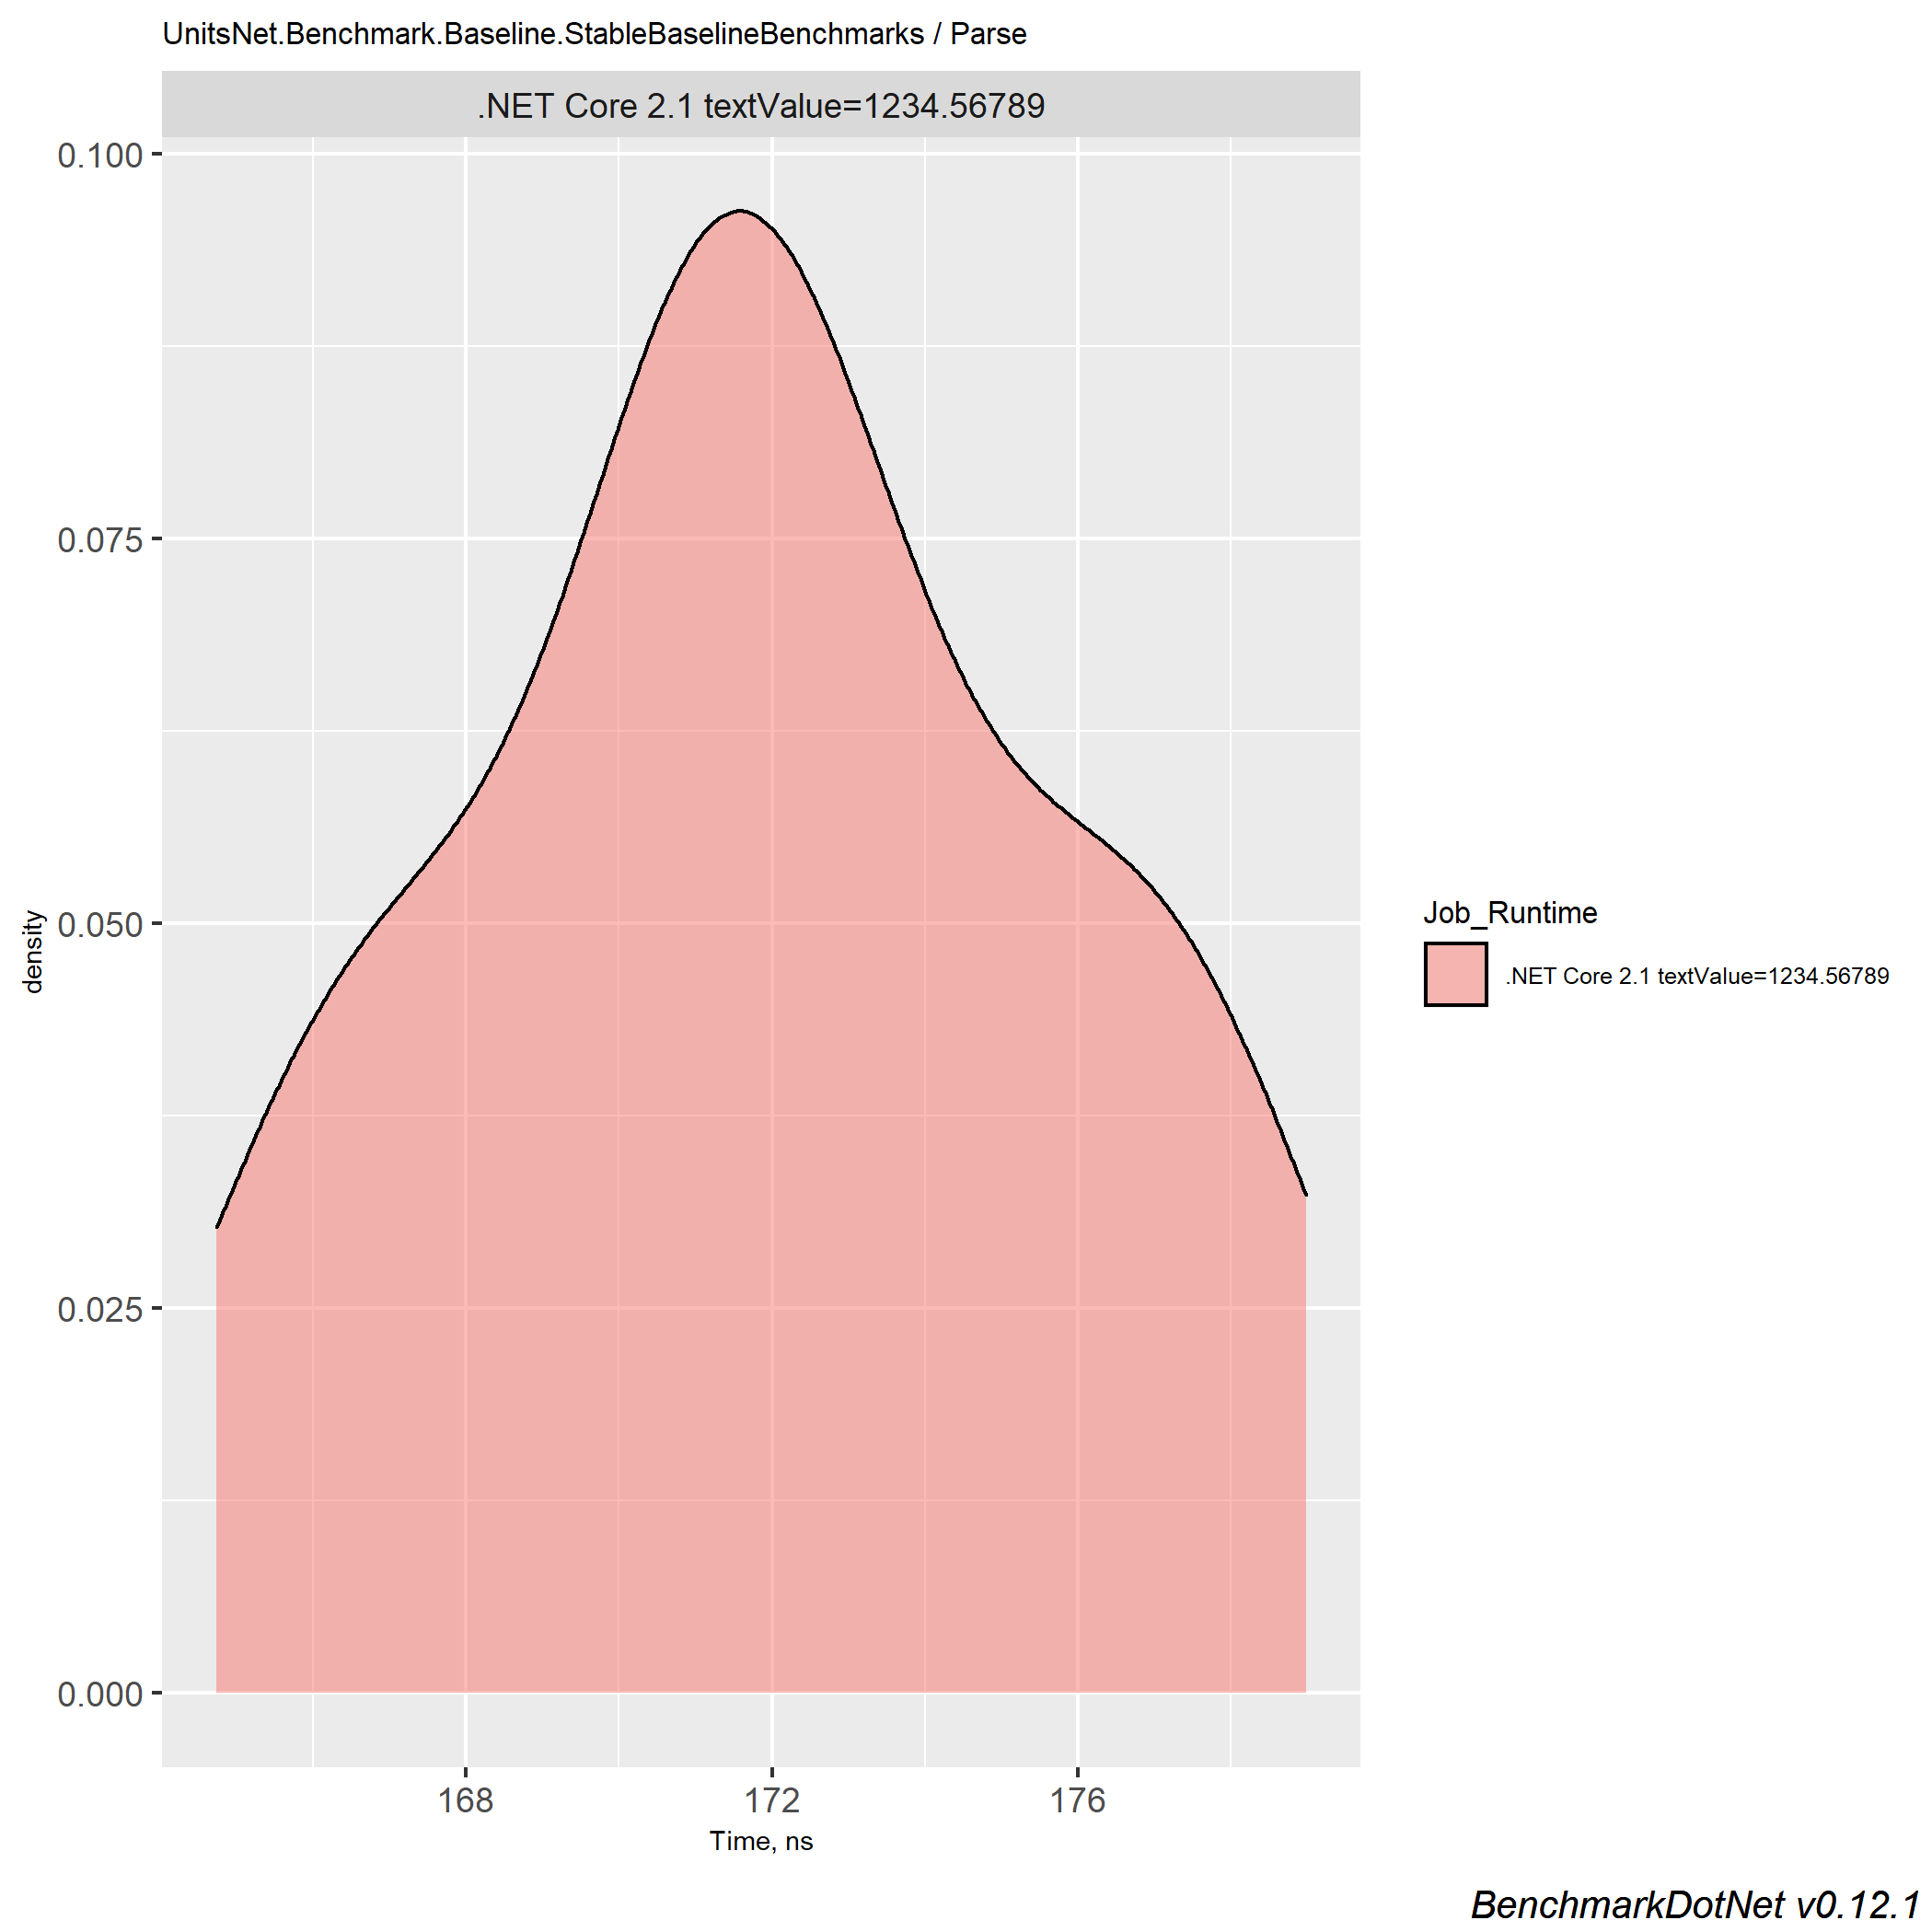 UnitsNet.Benchmark.Baseline.StableBaselineBenchmarks / Parse
.NET Core 2.1 textValue=1234.56789
0.100
0.075
0.050
0.025
0.000
density
168 172 176
Time, ns
Job_Runtime
.NET Core 2.1 textValue=1234.56789
BenchmarkDotNet v0.12.1